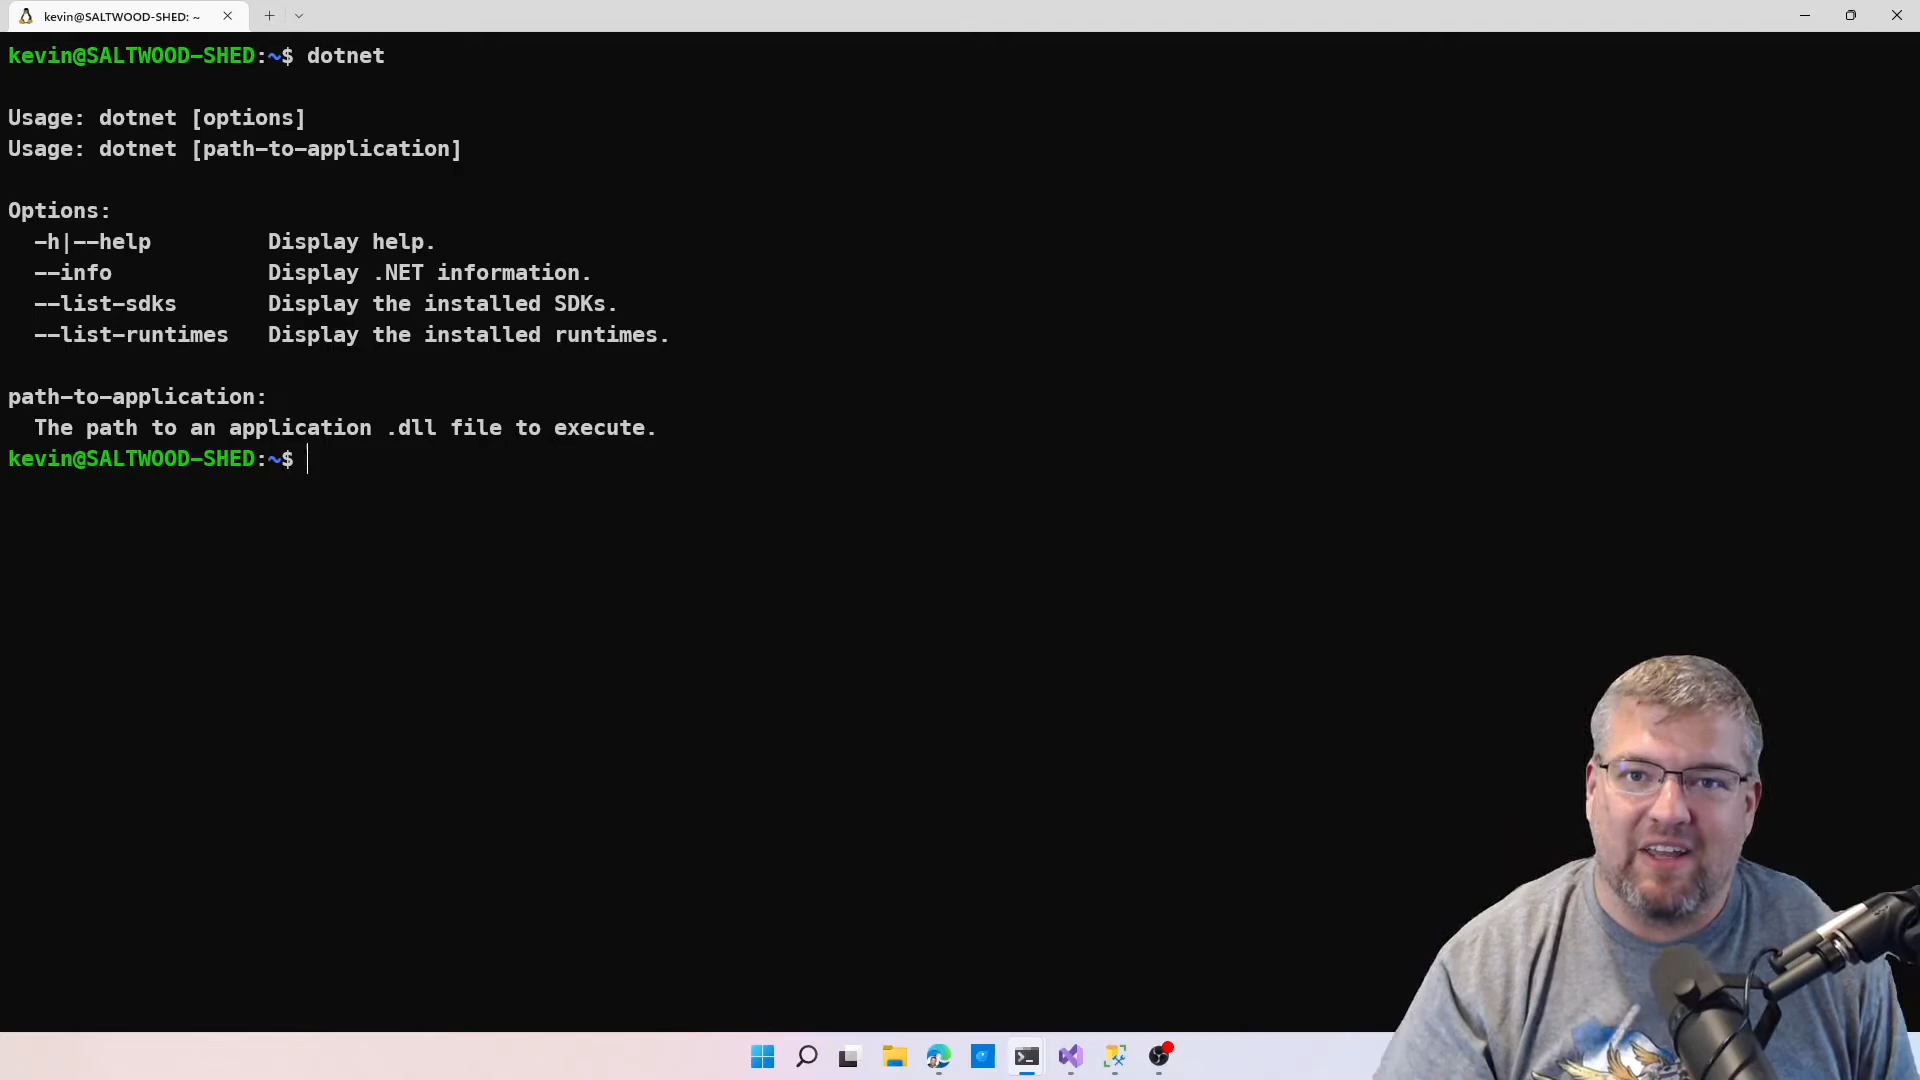 kevin@SALTWOOD-SHED: ~
kevin@SALTWOOD-SHED:~$ dotnet
Usage: dotnet [options]
Usage: dotnet [path-to-application]
Options:
-h|--help Display help.
--info Display .NET information.
--list-sdks Display the installed SDKs.
--list-runtimes Display the installed runtimes.
path-to-application:
The path to an application .dll file to execute.
kevin@SALTWOOD-SHED:~$